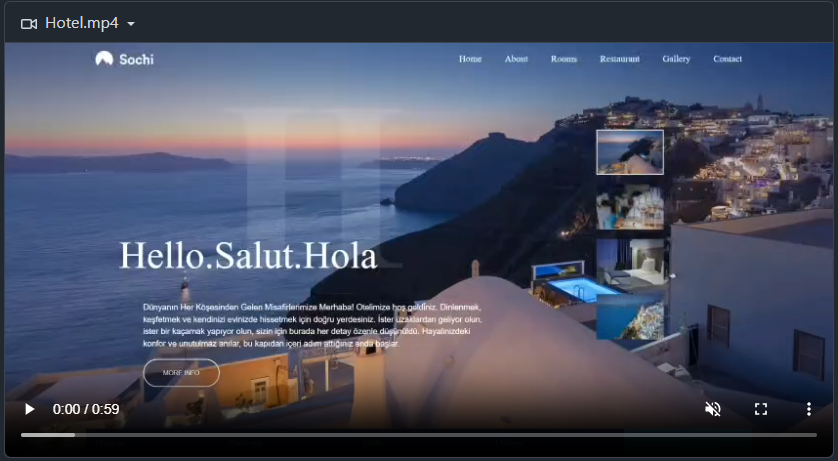 Hotel.mp4
Sochi
Home About Rooms Restaurant Gallery Contact
H
Hello.Salut.Hola
Dünyanın Her Köşesinden Gelen Misafirlerimize Merhaba! Otelimize hoş geldiniz. Dinlenmek,
keşfetmek ve kendinizi evinizde hissetmek için doğru yerdesiniz. İster uzaklardan geliyor olun,
ister bir kaçamak yapıyor olun, sizin için burada her detay özenle düşünüldü. Hayalinizdeki
konfor ve unutulmaz anılar, bu kapıdan içeri adım attığınız anda başlar.
MORE INFO
0:00 / 0:59